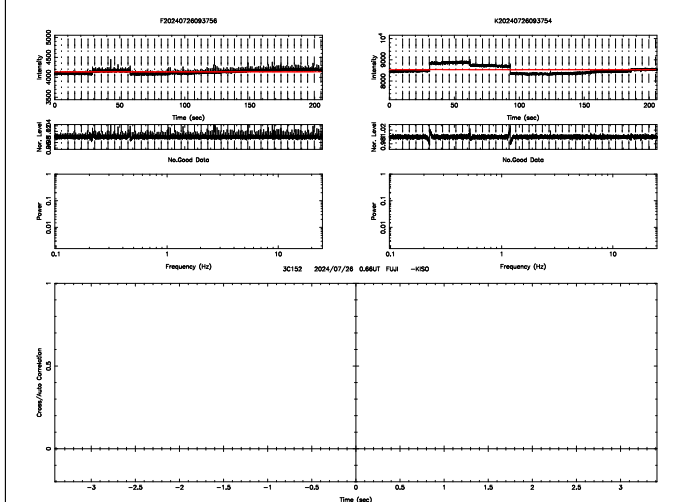 F20240726093756
K20240726093754
Intensity
3500
4000
4500
5000
0
50
100
150
200
Time (sec)
Intensity
8000
9000
10⁴
0
50
100
150
200
Time (sec)
Nor. Level
Nor. Level
No.Good Data
No.Good Data
Power
1
0.1
0.01
0.1
1
10
Frequency (Hz)
Power
1
0.1
0.01
0.1
1
10
Frequency (Hz)
3C152 2024/07/26 0.66UT FUJI -KISO
Cross/Auto Correlation
1
0.5
0
-3
-2.5
-2
-1.5
-1
-0.5
0
0.5
1
1.5
2
2.5
3
Time (sec)